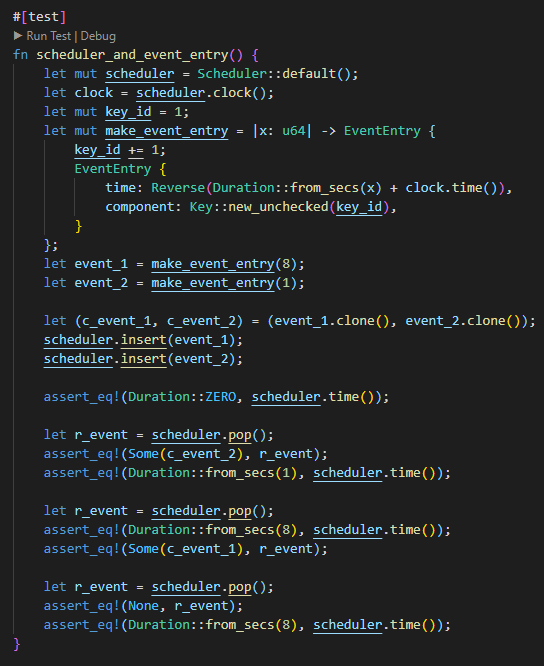 #[test]
▶ Run Test | Debug
fn scheduler_and_event_entry() {
    let mut scheduler = Scheduler::default();
    let clock = scheduler.clock();
    let mut key_id = 1;
    let mut make_event_entry = |x: u64| -> EventEntry {
        key_id += 1;
        EventEntry {
            time: Reverse(Duration::from_secs(x) + clock.time()),
            component: Key::new_unchecked(key_id),
        }
    };
    let event_1 = make_event_entry(8);
    let event_2 = make_event_entry(1);

    let (c_event_1, c_event_2) = (event_1.clone(), event_2.clone());
    scheduler.insert(event_1);
    scheduler.insert(event_2);

    assert_eq!(Duration::ZERO, scheduler.time());

    let r_event = scheduler.pop();
    assert_eq!(Some(c_event_2), r_event);
    assert_eq!(Duration::from_secs(1), scheduler.time());

    let r_event = scheduler.pop();
    assert_eq!(Duration::from_secs(8), scheduler.time());
    assert_eq!(Some(c_event_1), r_event);

    let r_event = scheduler.pop();
    assert_eq!(None, r_event);
    assert_eq!(Duration::from_secs(8), scheduler.time());
}